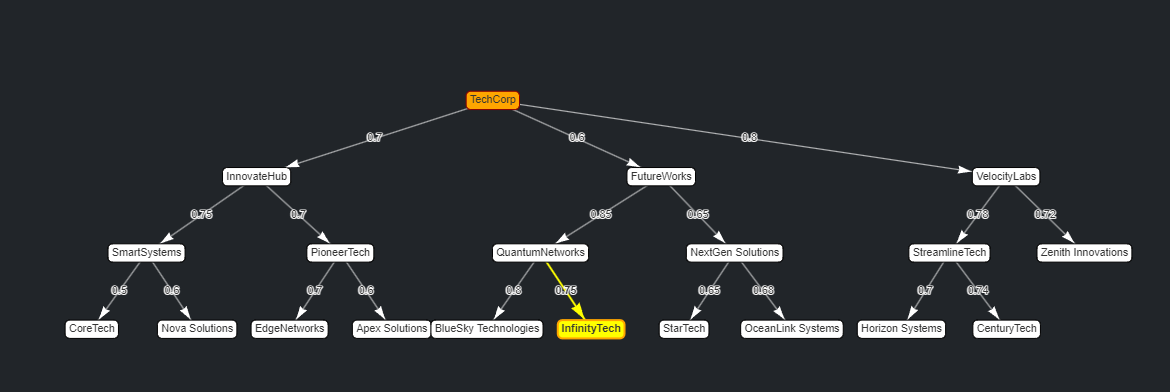 TechCorp
0.7
0.6
0.8
InnovateHub
FutureWorks
VelocityLabs
0.75
0.7
0.85
0.65
0.78
0.72
SmartSystems
PioneerTech
QuantumNetworks
NextGen Solutions
StreamlineTech
Zenith Innovations
0.5
0.6
0.7
0.6
0.8
0.75
0.65
0.68
0.7
0.74
CoreTech
Nova Solutions
EdgeNetworks
Apex Solutions
BlueSky Technologies
InfinityTech
StarTech
OceanLink Systems
Horizon Systems
CenturyTech